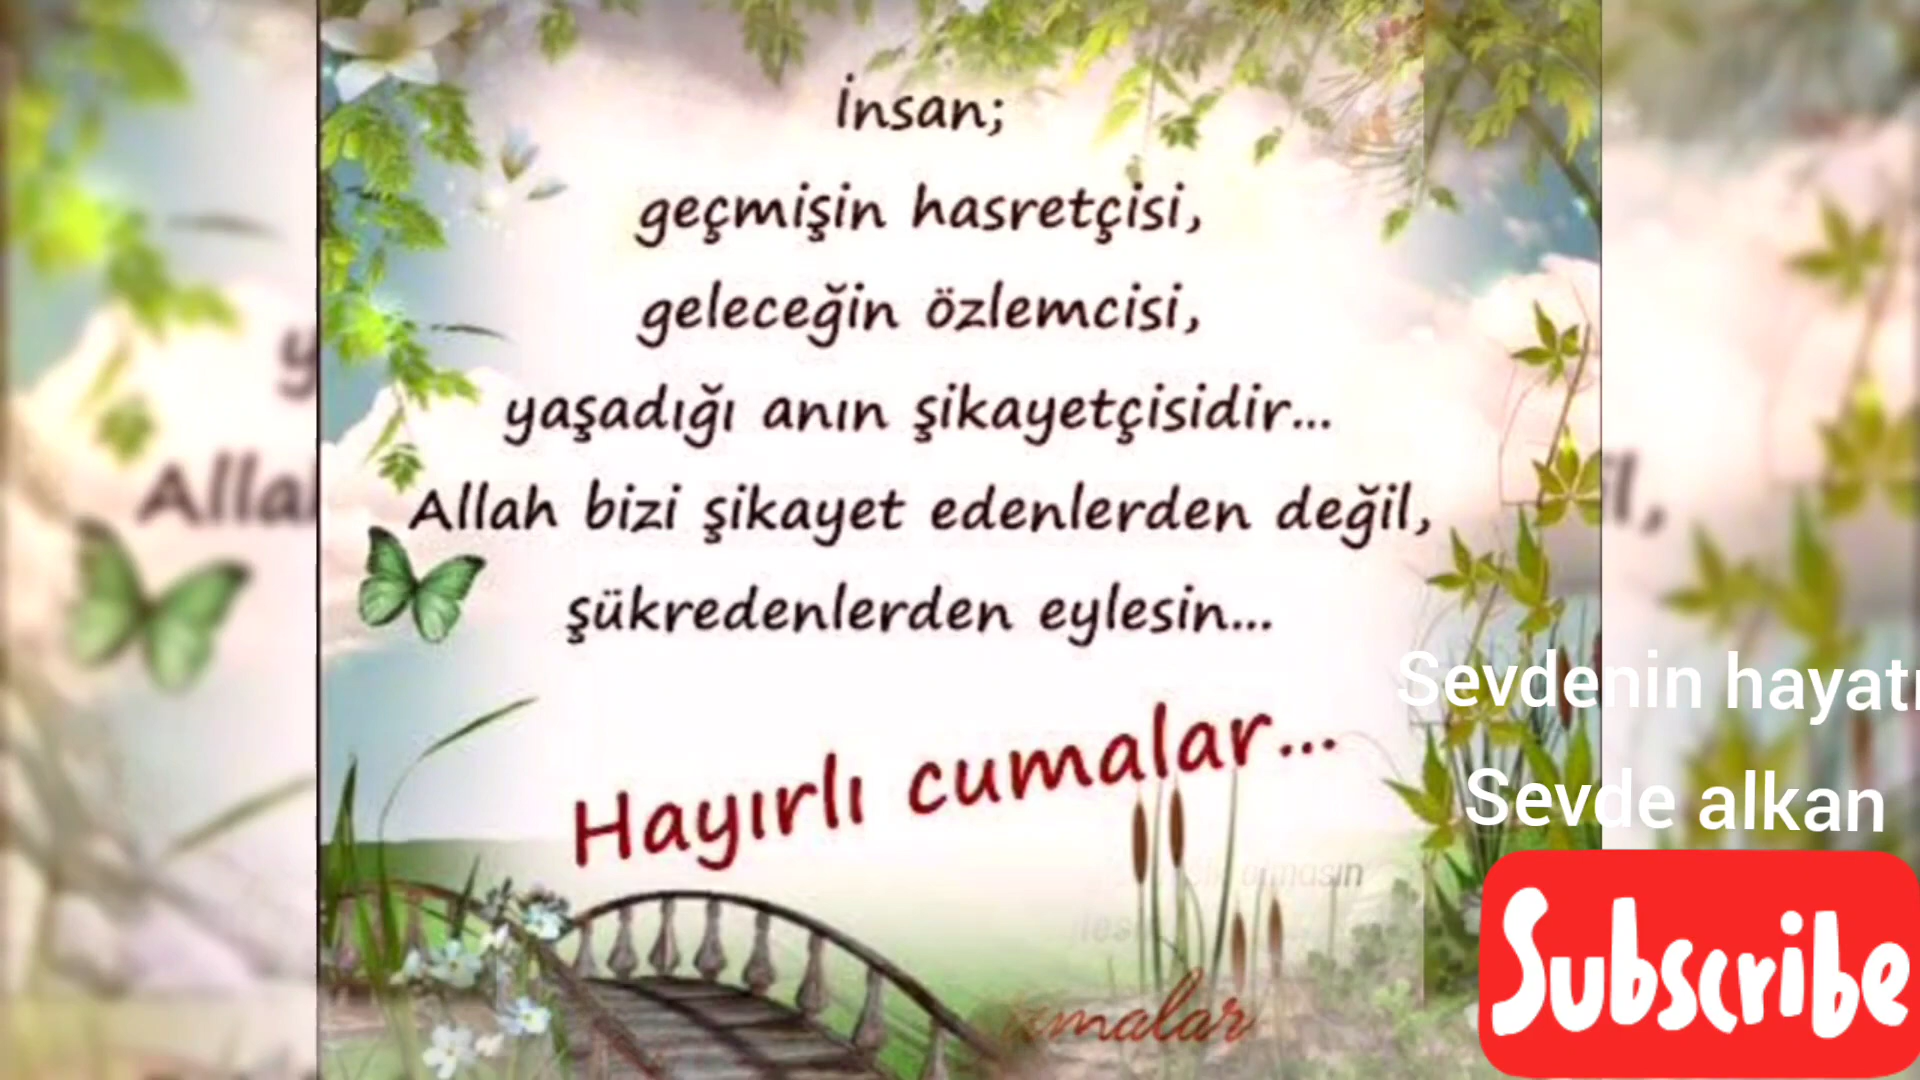 İnsan;
geçmişin hasretçisi,
geleceğin özlemcisi,
yaşadığı anın şikayetçisidir...
Allah bizi şikayet edenlerden değil,
şükredenlerden eylesin...
Hayırlı cumalar...
Sevdenin hayatı
Sevde alkan
Subscribe